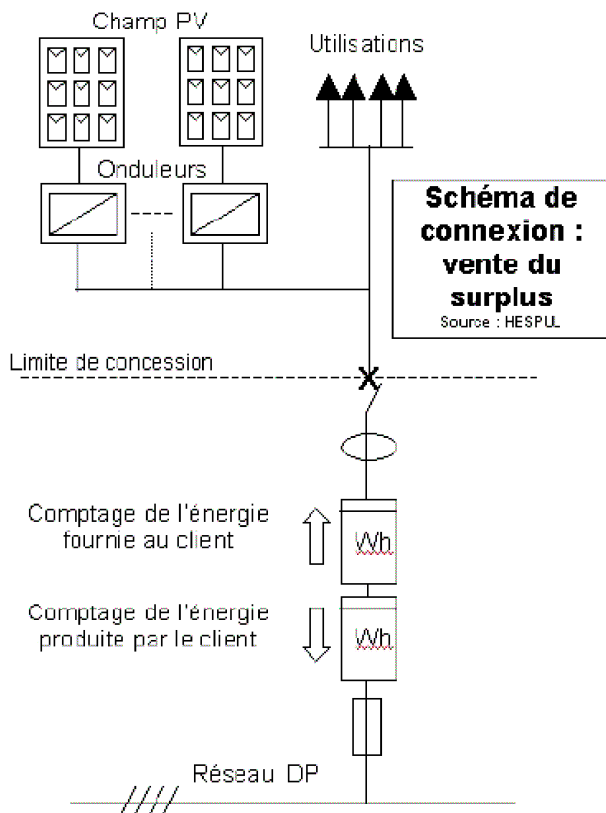 Champ PV
Utilisations
Onduleurs
Schéma de
connexion :
vente du
surplus
Source : HESPUL
Limite de concession
Comptage de l'énergie
fournie au client
Wh
Comptage de l'énergie
produite par le client
Wh
Réseau DP